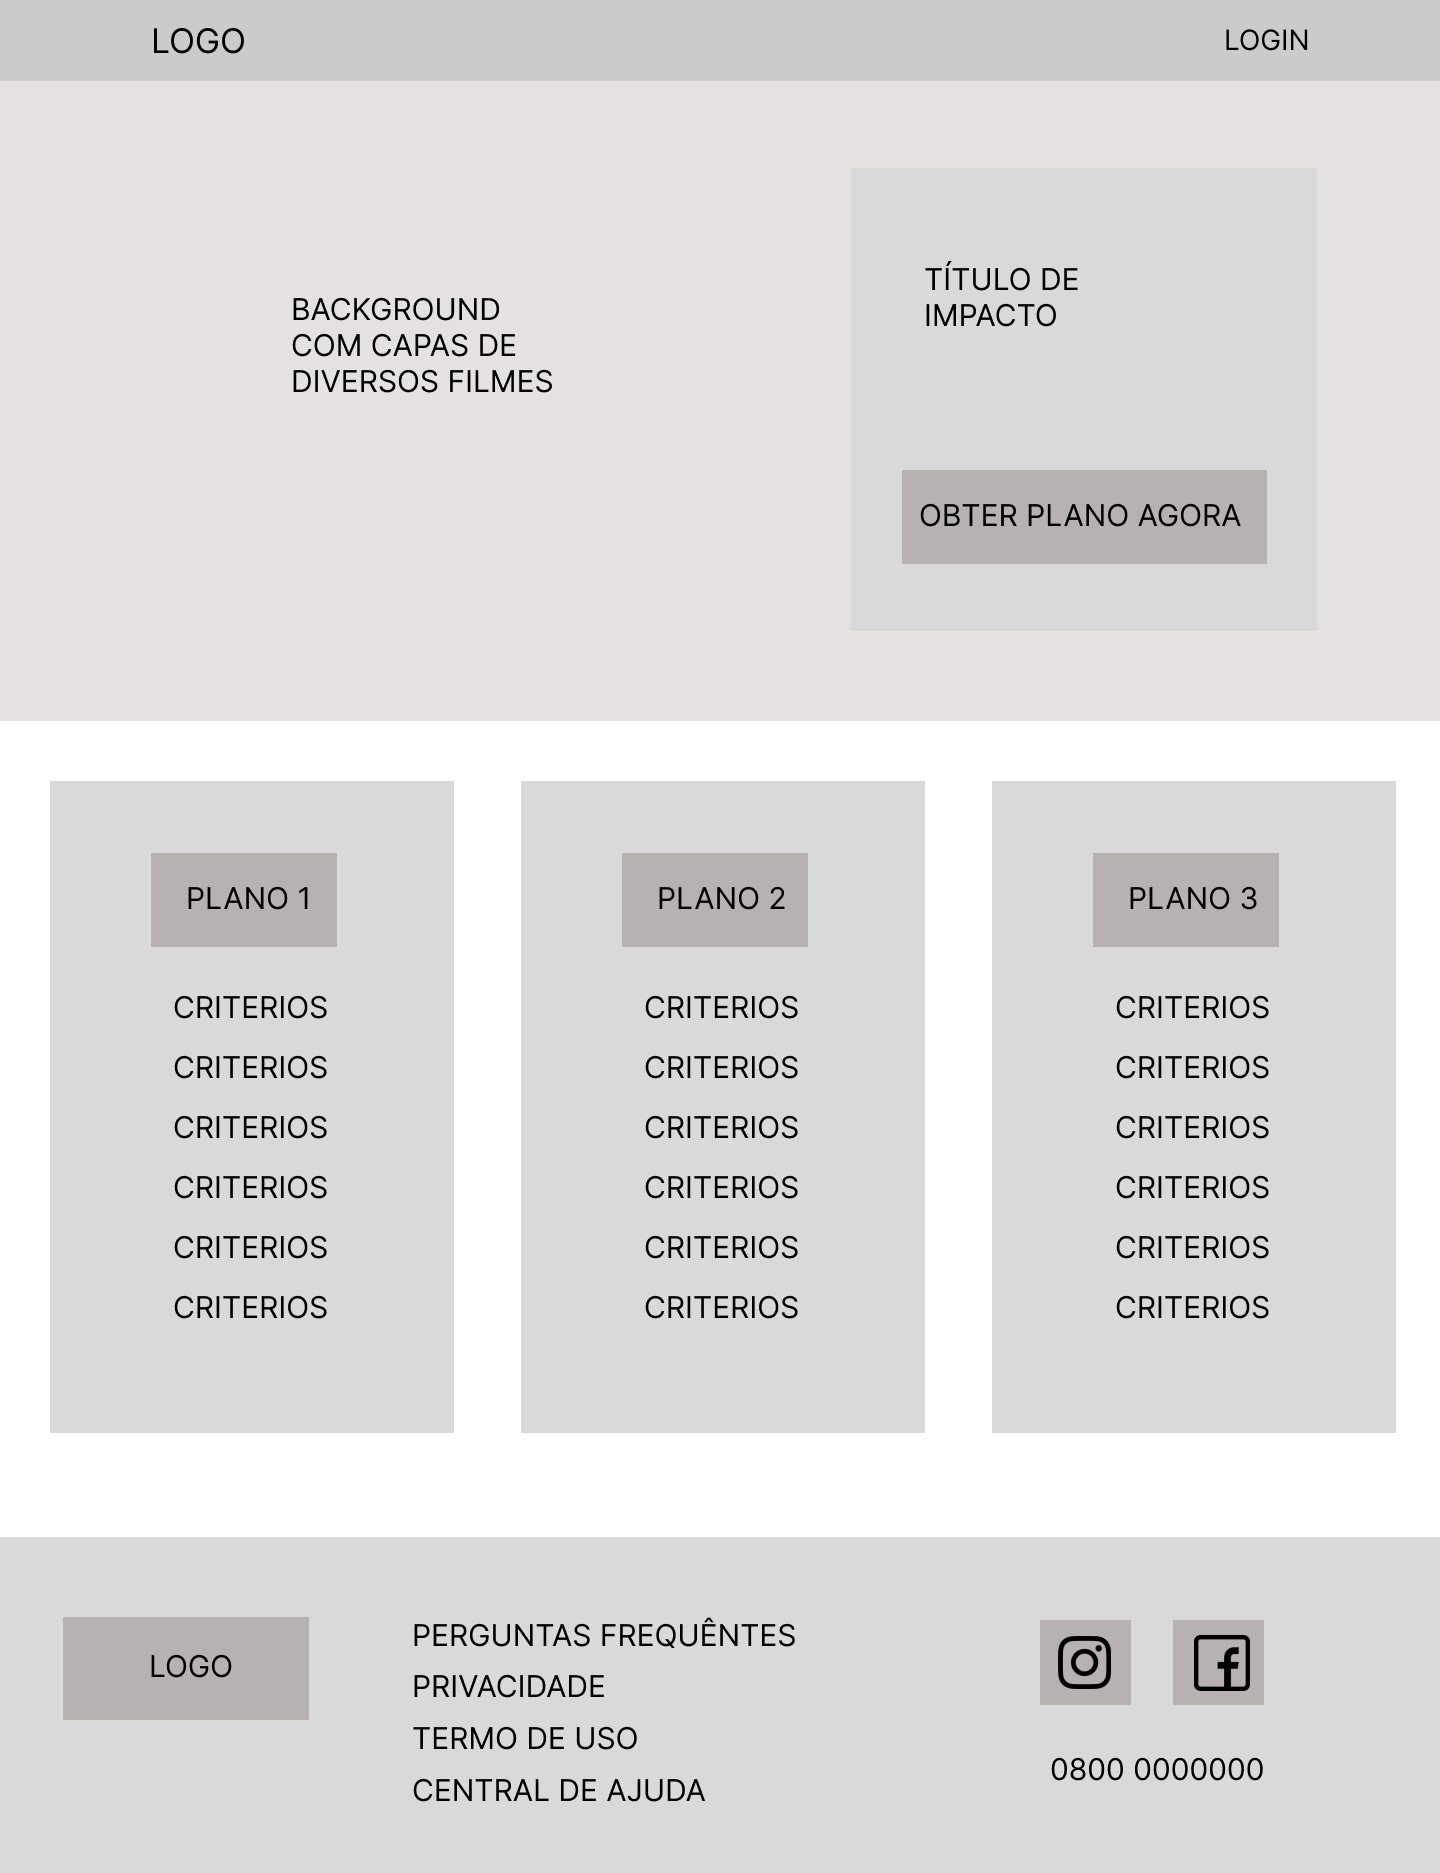 LOGO
LOGIN
BACKGROUND
COM CAPAS DE
DIVERSOS FILMES
TÍTULO DE
IMPACTO
OBTER PLANO AGORA
PLANO 1
CRITERIOS
CRITERIOS
CRITERIOS
CRITERIOS
CRITERIOS
CRITERIOS
PLANO 2
CRITERIOS
CRITERIOS
CRITERIOS
CRITERIOS
CRITERIOS
CRITERIOS
PLANO 3
CRITERIOS
CRITERIOS
CRITERIOS
CRITERIOS
CRITERIOS
CRITERIOS
LOGO
PERGUNTAS FREQUÊNTES
PRIVACIDADE
TERMO DE USO
CENTRAL DE AJUDA
0800 0000000